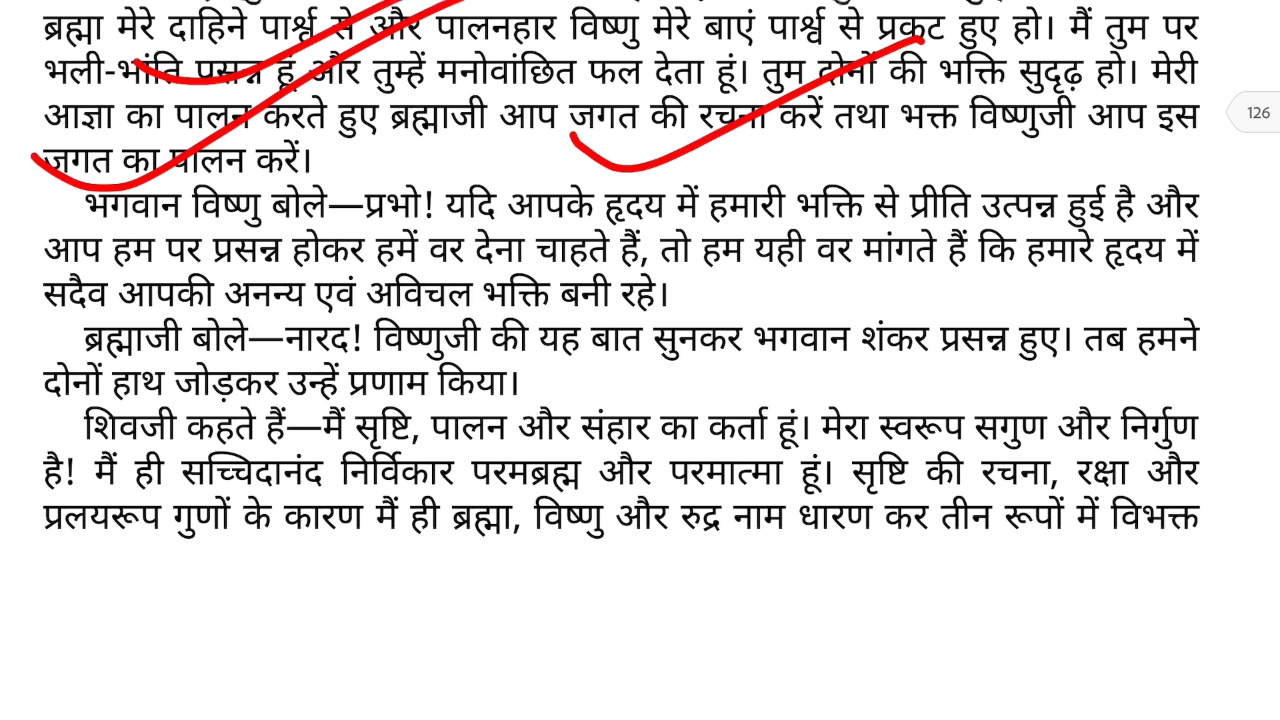 ब्रह्मा मेरे दाहिने पार्श्व से और पालनहार विष्णु मेरे बाएं पार्श्व से प्रकट हुए हो। मैं तुम पर
भली-भांति प्रसन्न हूं और तुम्हें मनोवांछित फल देता हूं। तुम दोनों की भक्ति सुदृढ़ हो। मेरी
आज्ञा का पालन करते हुए ब्रह्माजी आप जगत की रचना करें तथा भक्त विष्णुजी आप इस
जगत का पालन करें।
भगवान विष्णु बोले—प्रभो! यदि आपके हृदय में हमारी भक्ति से प्रीति उत्पन्न हुई है और
आप हम पर प्रसन्न होकर हमें वर देना चाहते हैं, तो हम यही वर मांगते हैं कि हमारे हृदय में
सदैव आपकी अनन्य एवं अविचल भक्ति बनी रहे।
ब्रह्माजी बोले—नारद! विष्णुजी की यह बात सुनकर भगवान शंकर प्रसन्न हुए। तब हमने
दोनों हाथ जोड़कर उन्हें प्रणाम किया।
शिवजी कहते हैं—मैं सृष्टि, पालन और संहार का कर्ता हूं। मेरा स्वरूप सगुण और निर्गुण
है! मैं ही सच्चिदानंद निर्विकार परमब्रह्म और परमात्मा हूं। सृष्टि की रचना, रक्षा और
प्रलयरूप गुणों के कारण मैं ही ब्रह्मा, विष्णु और रुद्र नाम धारण कर तीन रूपों में विभक्त
126